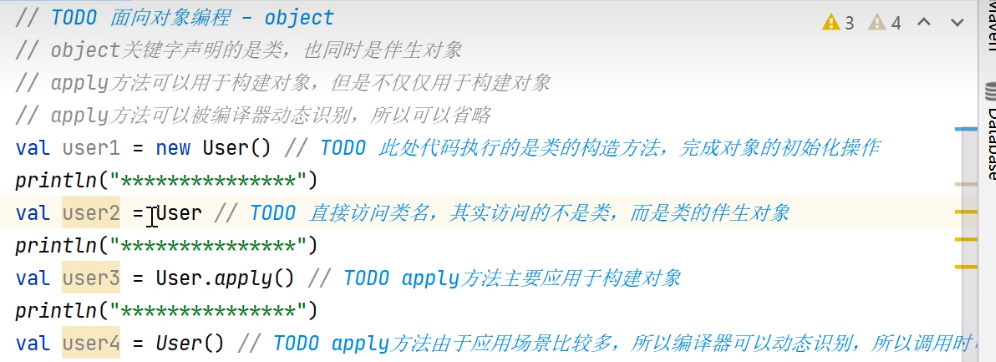 // TODO 面向对象编程 - object
3 4
// object关键字声明的是类，也同时是伴生对象
// apply方法可以用于构建对象，但是不仅仅用于构建对象
// apply方法可以被编译器动态识别，所以可以省略
val user1 = new User() // TODO 此处代码执行的是类的构造方法，完成对象的初始化操作
println("***************")
val user2 = User // TODO 直接访问类名，其实访问的不是类，而是类的伴生对象
println("***************")
val user3 = User.apply() // TODO apply方法主要应用于构建对象
println("***************")
val user4 = User() // TODO apply方法由于应用场景比较多，所以编译器可以动态识别，所以调用时
Maven
Database